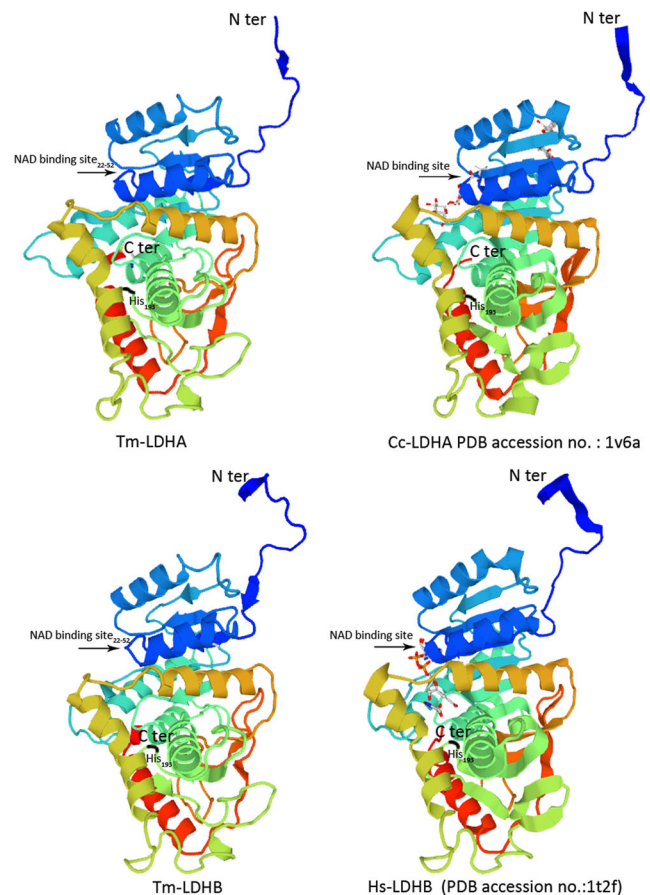 N ter
N ter
NAD binding site22-52
NAD binding site
C ter
C ter
His193
His193
Tm-LDHA
Cc-LDHA PDB accession no. : 1v6a
N ter
N ter
NAD binding site22-52
NAD binding site
C ter
C ter
His193
His193
Tm-LDHB
Hs-LDHB (PDB accession no.:1t2f)